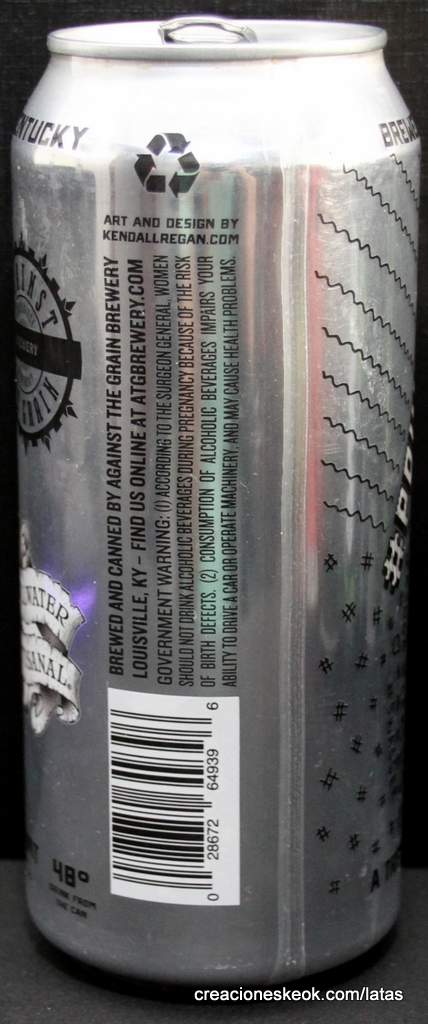 BREW
ART AND DESIGN BY
KENDALLREGAN.COM
BREWED AND CANNED BY AGAINST THE GRAIN BREWERY
LOUISVILLE, KY – FIND US ONLINE AT ATGBREWERY.COM
GOVERNMENT WARNING: (1) ACCORDING TO THE SURGEON GENERAL, WOMEN
SHOULD NOT DRINK ALCOHOLIC BEVERAGES DURING PREGNANCY BECAUSE OF THE RISK
OF BIRTH DEFECTS. (2) CONSUMPTION OF ALCOHOLIC BEVERAGES IMPAIRS YOUR
ABILITY TO DRIVE A CAR OR OPERATE MACHINERY, AND MAY CAUSE HEALTH PROBLEMS.
WATER
SANAL.
0 28672 64939 6
48°
DRINK FROM
THE CAN
creacioneskeok.com/latas